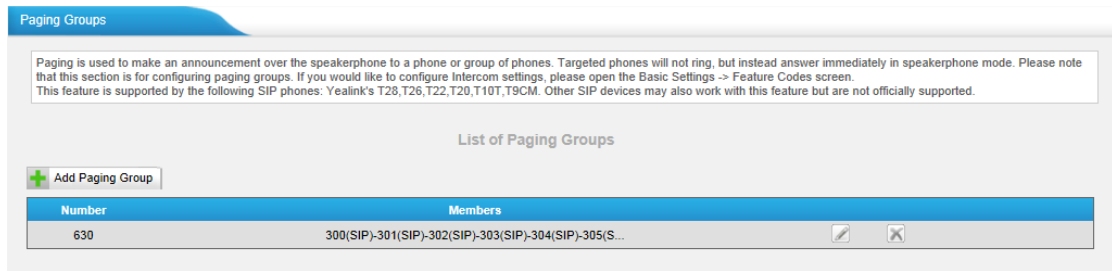 Paging Groups
Paging is used to make an announcement over the speakerphone to a phone or group of phones. Targeted phones will not ring, but instead answer immediately in speakerphone mode. Please note
that this section is for configuring paging groups. If you would like to configure Intercom settings, please open the Basic Settings -> Feature Codes screen.
This feature is supported by the following SIP phones: Yealink's T28,T26,T22,T20,T10T,T9CM. Other SIP devices may also work with this feature but are not officially supported.
List of Paging Groups
Add Paging Group
Number Members
630 300(SIP)-301(SIP)-302(SIP)-303(SIP)-304(SIP)-305(S...